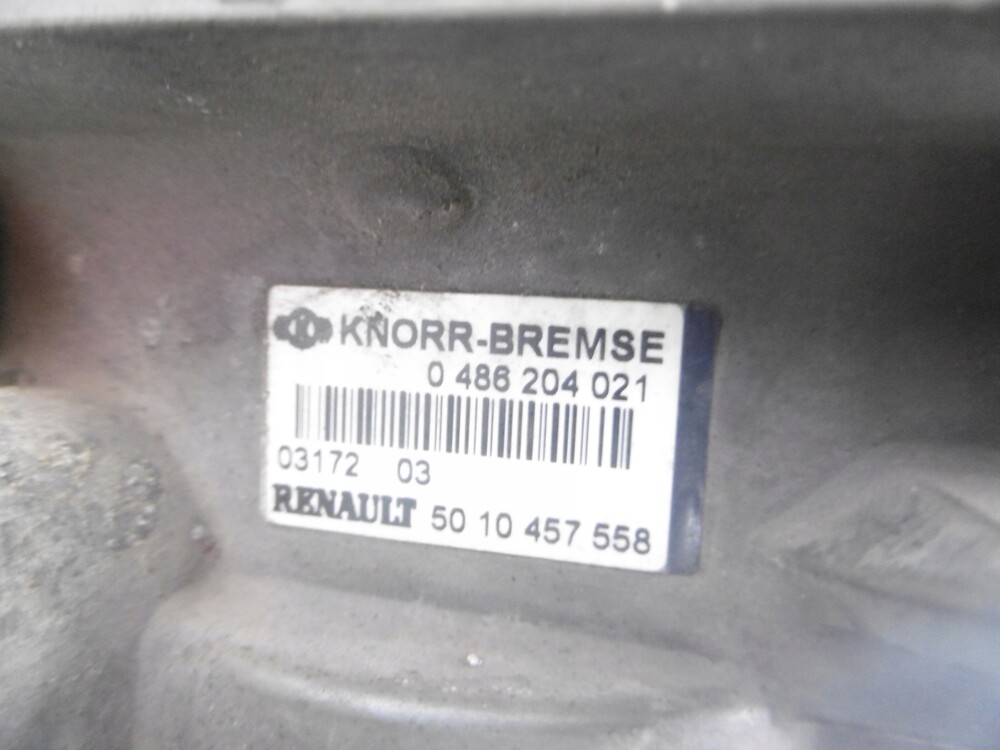 KNORR-BREMSE
0 486 204 021
03172 03
RENAULT 50 10 457 558